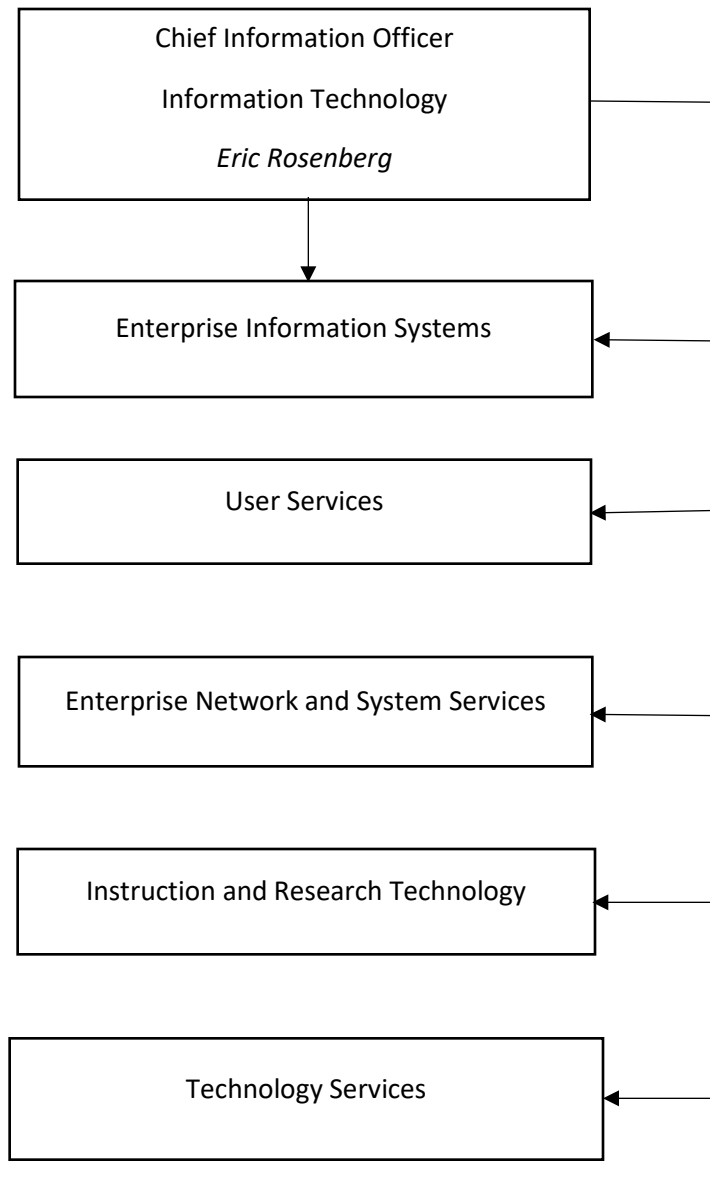 Chief Information Officer
Information Technology
Eric Rosenberg
Enterprise Information Systems
User Services
Enterprise Network and System Services
Instruction and Research Technology
Technology Services